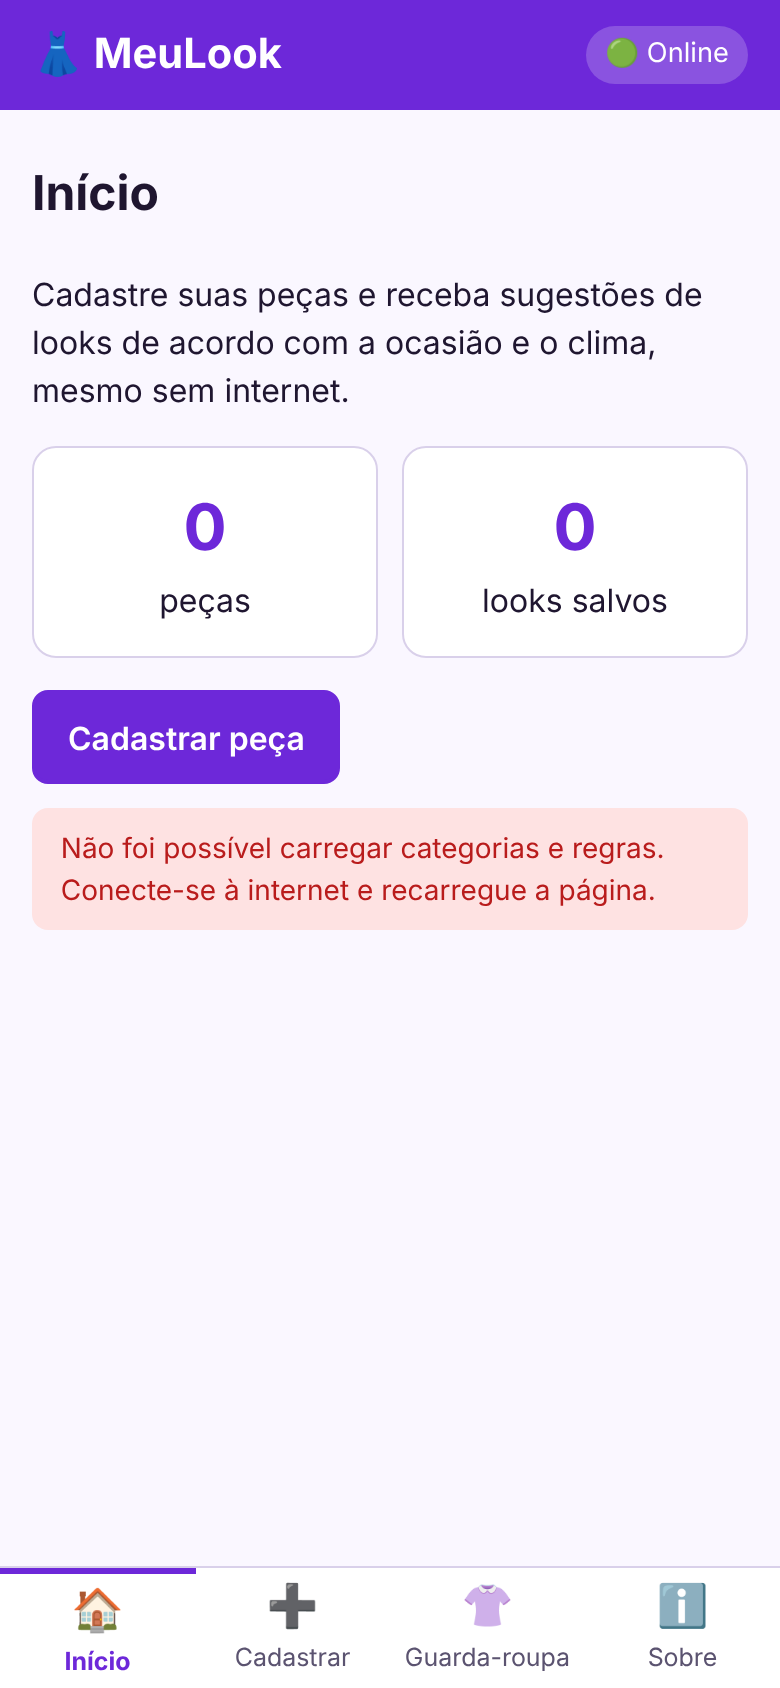 MeuLook
Online
Início
Cadastre suas peças e receba sugestões de
looks de acordo com a ocasião e o clima,
mesmo sem internet.
0
peças
0
looks salvos
Cadastrar peça
Não foi possível carregar categorias e regras.
Conecte-se à internet e recarregue a página.
Início
Cadastrar
Guarda-roupa
Sobre